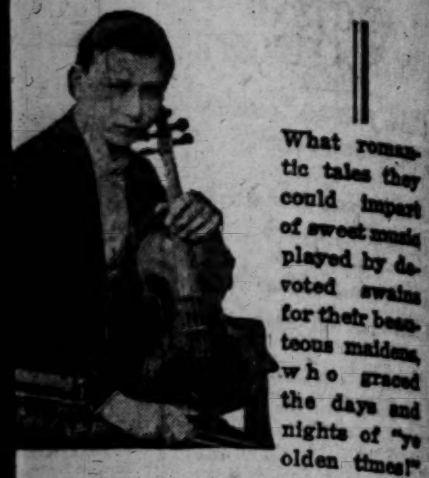 What roman-
tic tales they
could impart
of sweet music
played by de-
voted swains
for their beau-
teous maidens,
who graced
the days and
nights of "ye
olden times!"